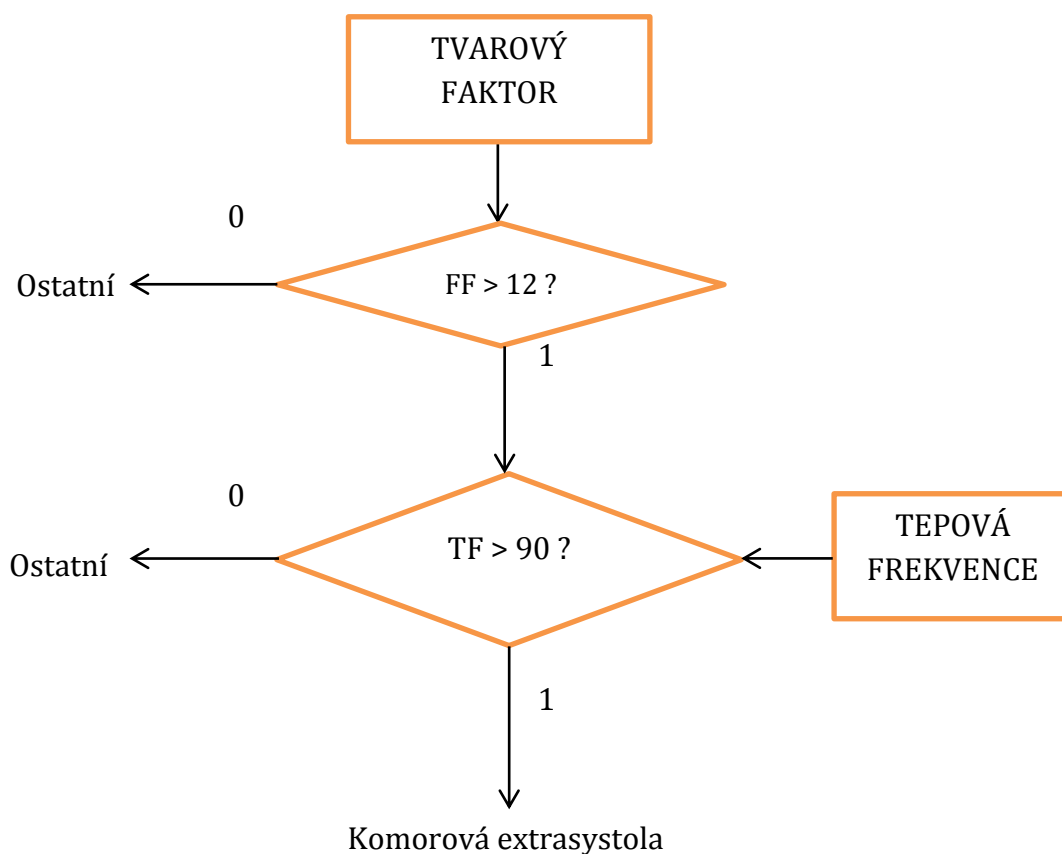 TVAROVÝ
FAKTOR
0
Ostatní
FF > 12 ?
1
0
Ostatní
TF > 90 ?
TEPOVÁ
FREKVENCE
1
Komorová extrasystola